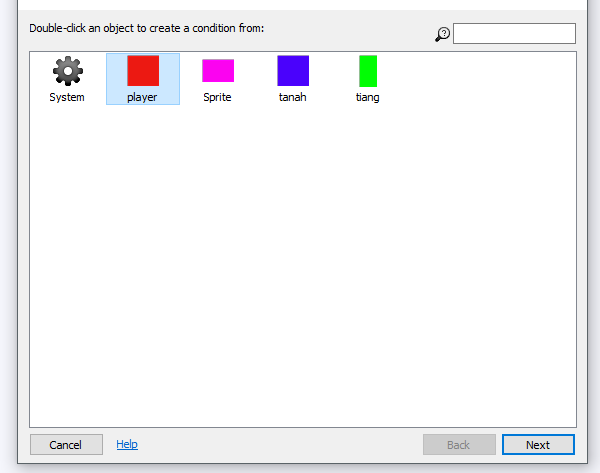 Double-click an object to create a condition from:
System player Sprite tanah tiang
Cancel Help Back Next